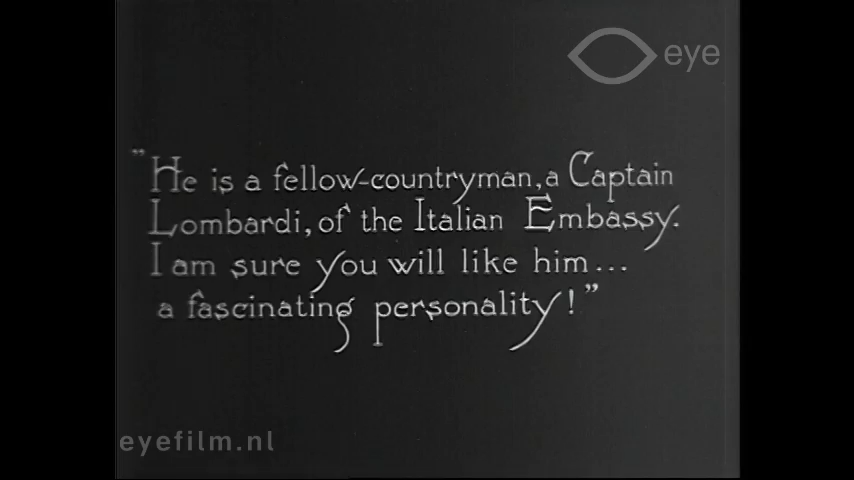 eye
"He is a fellow-countryman, a Captain
Lombardi, of the Italian Embassy.
I am sure you will like him...
a fascinating personality!"
eyefilm.nl